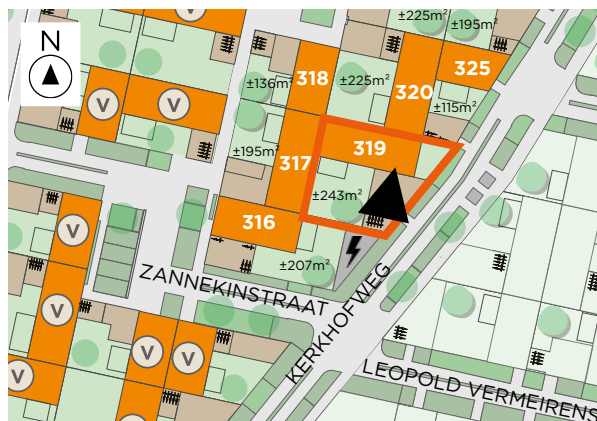 N
V
V
V
V
V
V
V
V
V
±225m²
±195m²
318
±225m²
325
±136m²
320
±115m²
319
±195m²
317
±243m²
316
±207m²
ZANNEKINSTRAAT
KERKHOFWEG
LEOPOLD VERMEIRENS